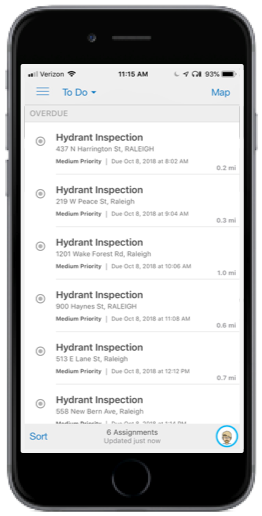 Verizon 11:15 AM 93%
To Do Map
OVERDUE
Hydrant Inspection
437 N Harrington St, RALEIGH
Medium Priority | Due Oct 8, 2018 at 8:02 AM
0.2 mi
Hydrant Inspection
219 W Peace St, RALEIGH
Medium Priority | Due Oct 8, 2018 at 9:04 AM
0.3 mi
Hydrant Inspection
1201 Wake Forest Rd, Raleigh
Medium Priority | Due Oct 8, 2018 at 10:06 AM
1.0 mi
Hydrant Inspection
900 Haynes St, RALEIGH
Medium Priority | Due Oct 8, 2018 at 11:08 AM
0.6 mi
Hydrant Inspection
513 E Lane St, Raleigh
Medium Priority | Due Oct 8, 2018 at 12:12 PM
0.7 mi
Hydrant Inspection
558 New Bern Ave, Raleigh
Medium Priority | Due Oct 8, 2018 at 1:14 PM
Sort 6 Assignments
Updated just now